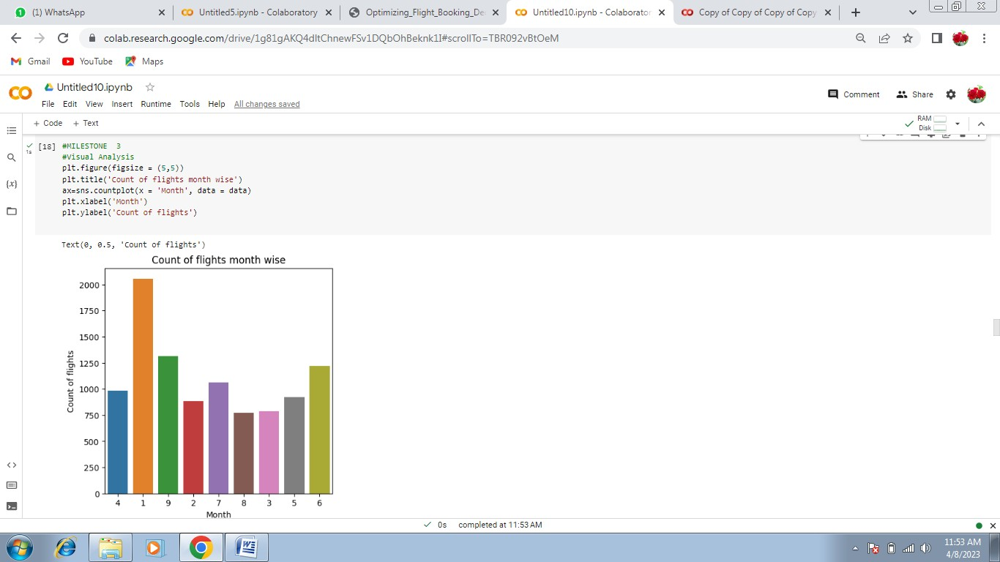 (1) WhatsApp
Untitled5.ipynb - Colaboratory
Optimizing_Flight_Booking_De
Untitled10.ipynb - Colaborator
Copy of Copy of Copy of Copy
colab.research.google.com/drive/1g81gAKQ4dltChnewFSv1DQbOhBeknk1I#scrollTo=TBR092vBtOeM
Gmail
YouTube
Maps
Untitled10.ipynb
Comment
Share
File Edit View Insert Runtime Tools Help All changes saved
+ Code + Text
RAM
Disk
1s
[18] #MILESTONE  3
#Visual Analysis
plt.figure(figsize = (5,5))
plt.title('Count of flights month wise')
ax=sns.countplot(x = 'Month', data = data)
plt.xlabel('Month')
plt.ylabel('Count of flights')
{x}
Text(0, 0.5, 'Count of flights')
Count of flights month wise
2000
1750
1500
1250
1000
750
500
250
0
Count of flights
4 1 9 2 7 8 3 5 6
Month
0s completed at 11:53 AM
11:53 AM
4/8/2023